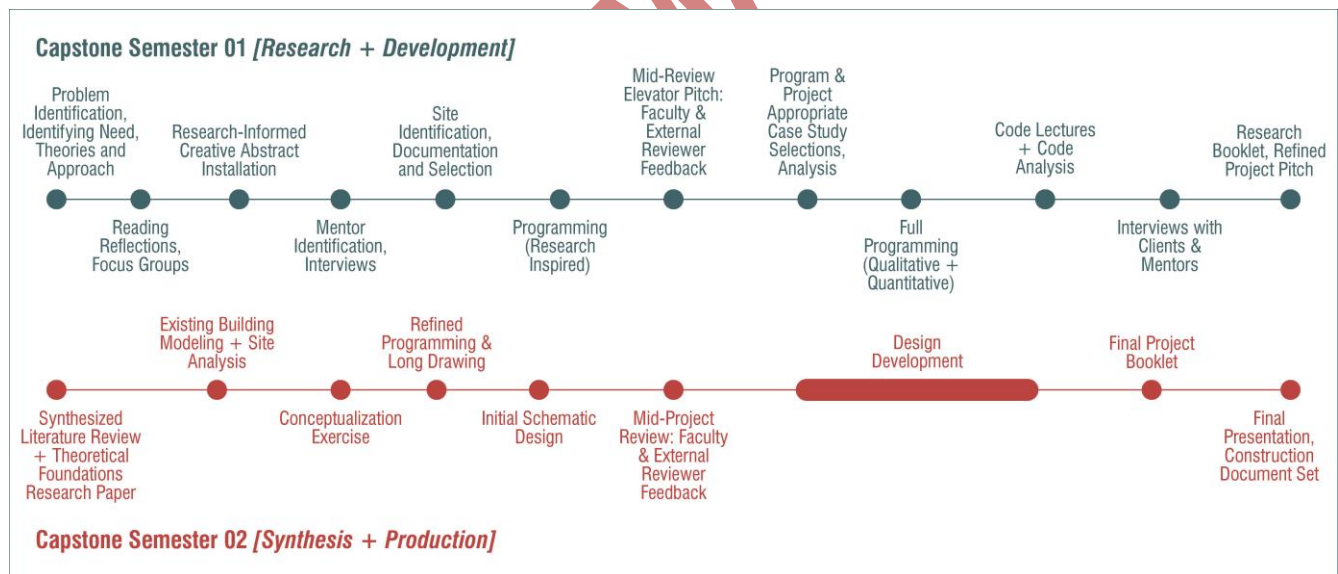 Capstone Semester 01 [Research + Development]
Problem
Identification,
Identifying Need,
Theories and
Approach
Reading
Reflections,
Focus Groups
Research-Informed
Creative Abstract
Installation
Mentor
Identification,
Interviews
Site
Identification,
Documentation
and Selection
Programming
(Research
Inspired)
Mid-Review
Elevator Pitch:
Faculty &
External
Reviewer
Feedback
Program &
Project
Appropriate
Case Study
Selections,
Analysis
Full
Programming
(Qualitative +
Quantitative)
Code Lectures
+ Code
Analysis
Interviews with
Clients &
Mentors
Research
Booklet, Refined
Project Pitch
Synthesized
Literature Review
+ Theoretical
Foundations
Research Paper
Existing Building
Modeling + Site
Analysis
Conceptualization
Exercise
Refined
Programming &
Long Drawing
Initial Schematic
Design
Mid-Project
Review: Faculty
& External
Reviewer
Feedback
Design
Development
Final Project
Booklet
Final
Presentation,
Construction
Document Set
Capstone Semester 02 [Synthesis + Production]